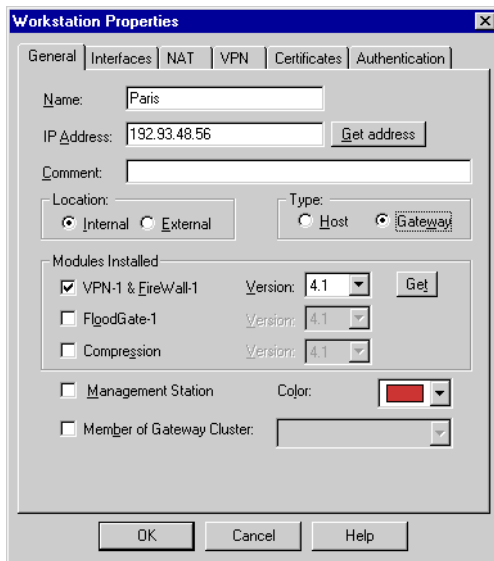 Workstation Properties
General Interfaces NAT VPN Certificates Authentication
Name: Paris
IP Address: 192.93.48.56 Get address
Comment:
Location: Type:
Internal External Host Gateway
Modules Installed
VPN-1 & FireWall-1 Version: 4.1 Get
FloodGate-1 Version: 4.1
Compression Version: 4.1
Management Station Color:
Member of Gateway Cluster:
OK Cancel Help